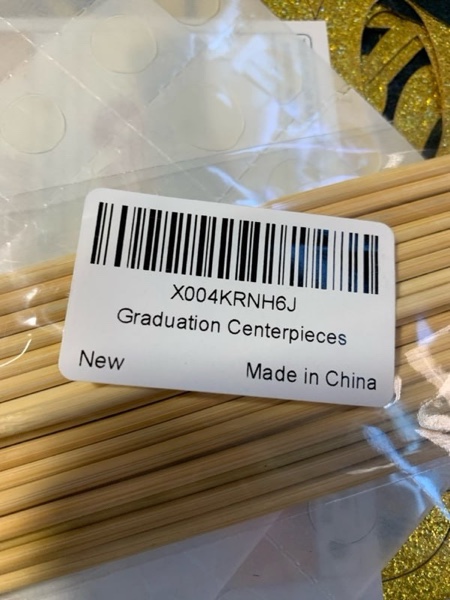 X004KRNH6J
Graduation Centerpieces
New
Made in China